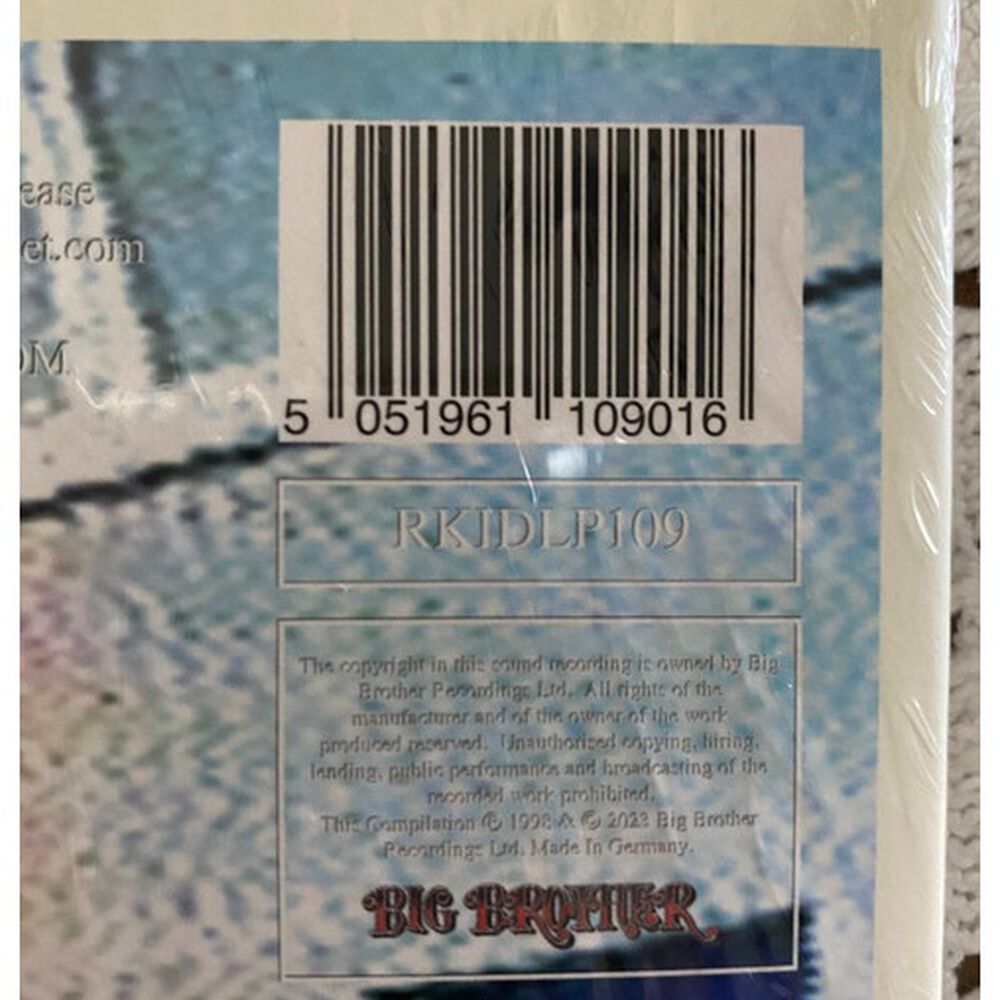 ease
et.com
OM
5 051961 109016
RKIDLP109
The copyright in this sound recording is owned by Big
Brother Recordings Ltd. All rights of the
manufacturer and of the owner of the work
produced reserved. Unauthorised copying, hiring,
lending, public performance and broadcasting of the
recorded work prohibited.
This Compilation ℗ 1998 & © 2023 Big Brother
Recordings Ltd. Made In Germany.
BIG BROTHER